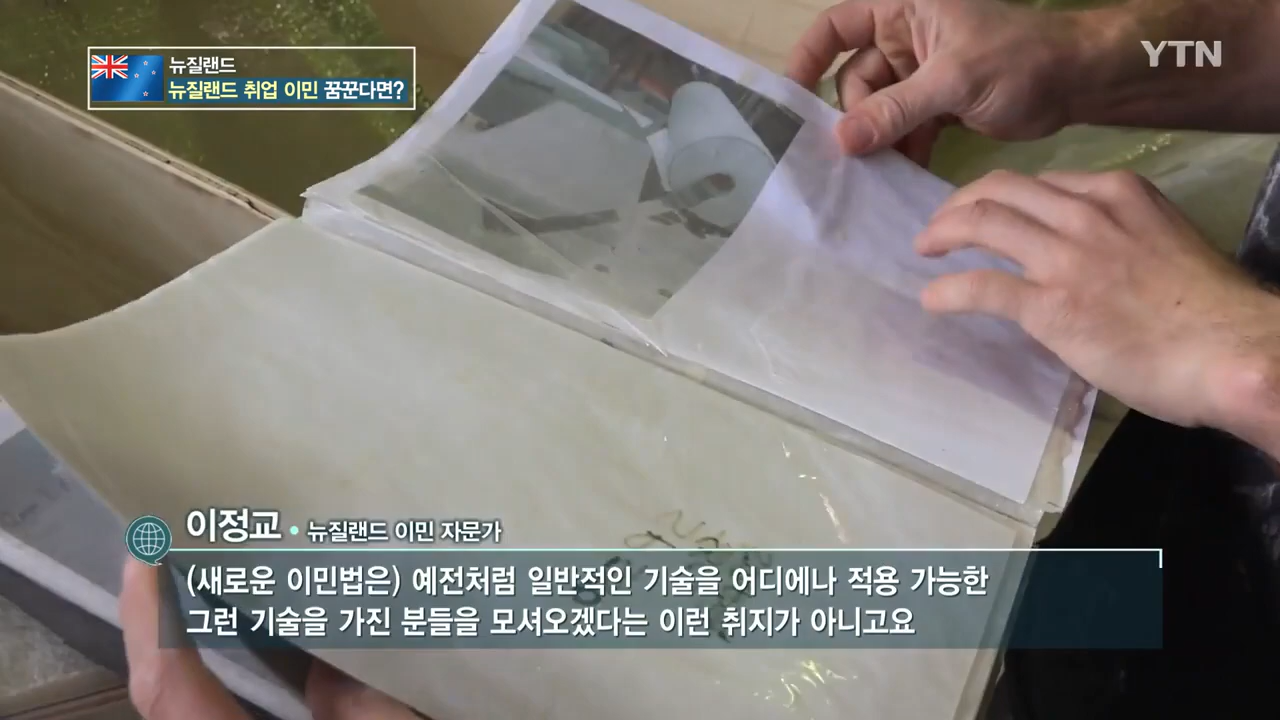 뉴질랜드
뉴질랜드 취업 이민 꿈꾼다면?
YTN
이정교 • 뉴질랜드 이민 자문가
(새로운 이민법은) 예전처럼 일반적인 기술을 어디에나 적용 가능한
그런 기술을 가진 분들을 모셔오겠다는 이런 취지가 아니고요